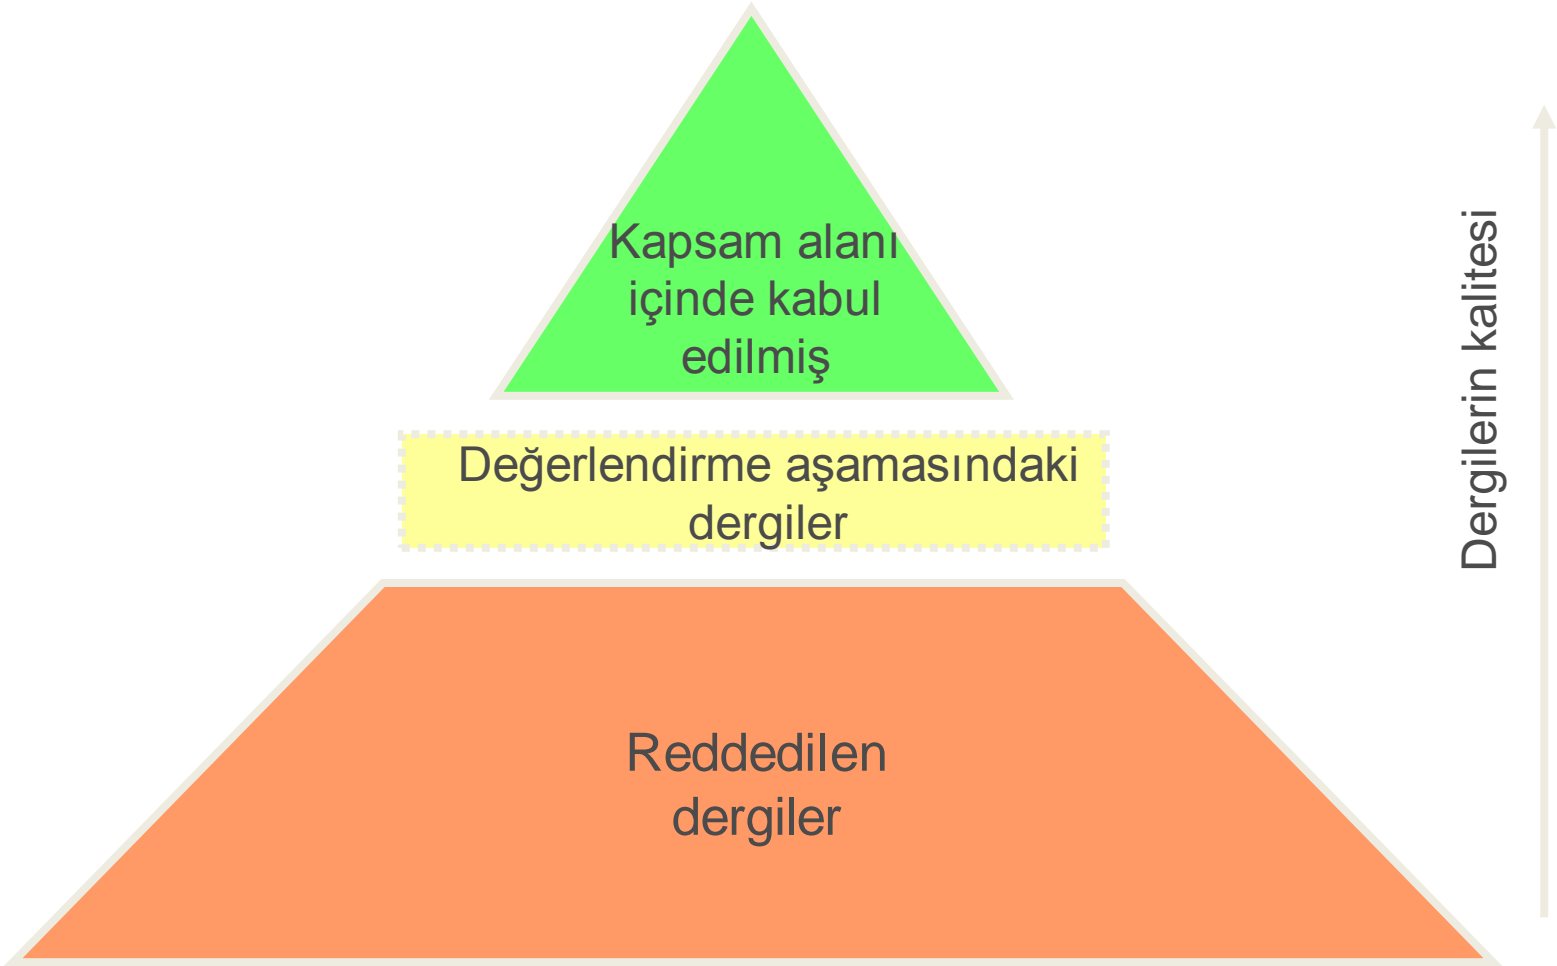 Kapsam alanı
içinde kabul
edilmiş
Değerlendirme aşamasındaki
dergiler
Reddedilen
dergiler
Dergilerin kalitesi